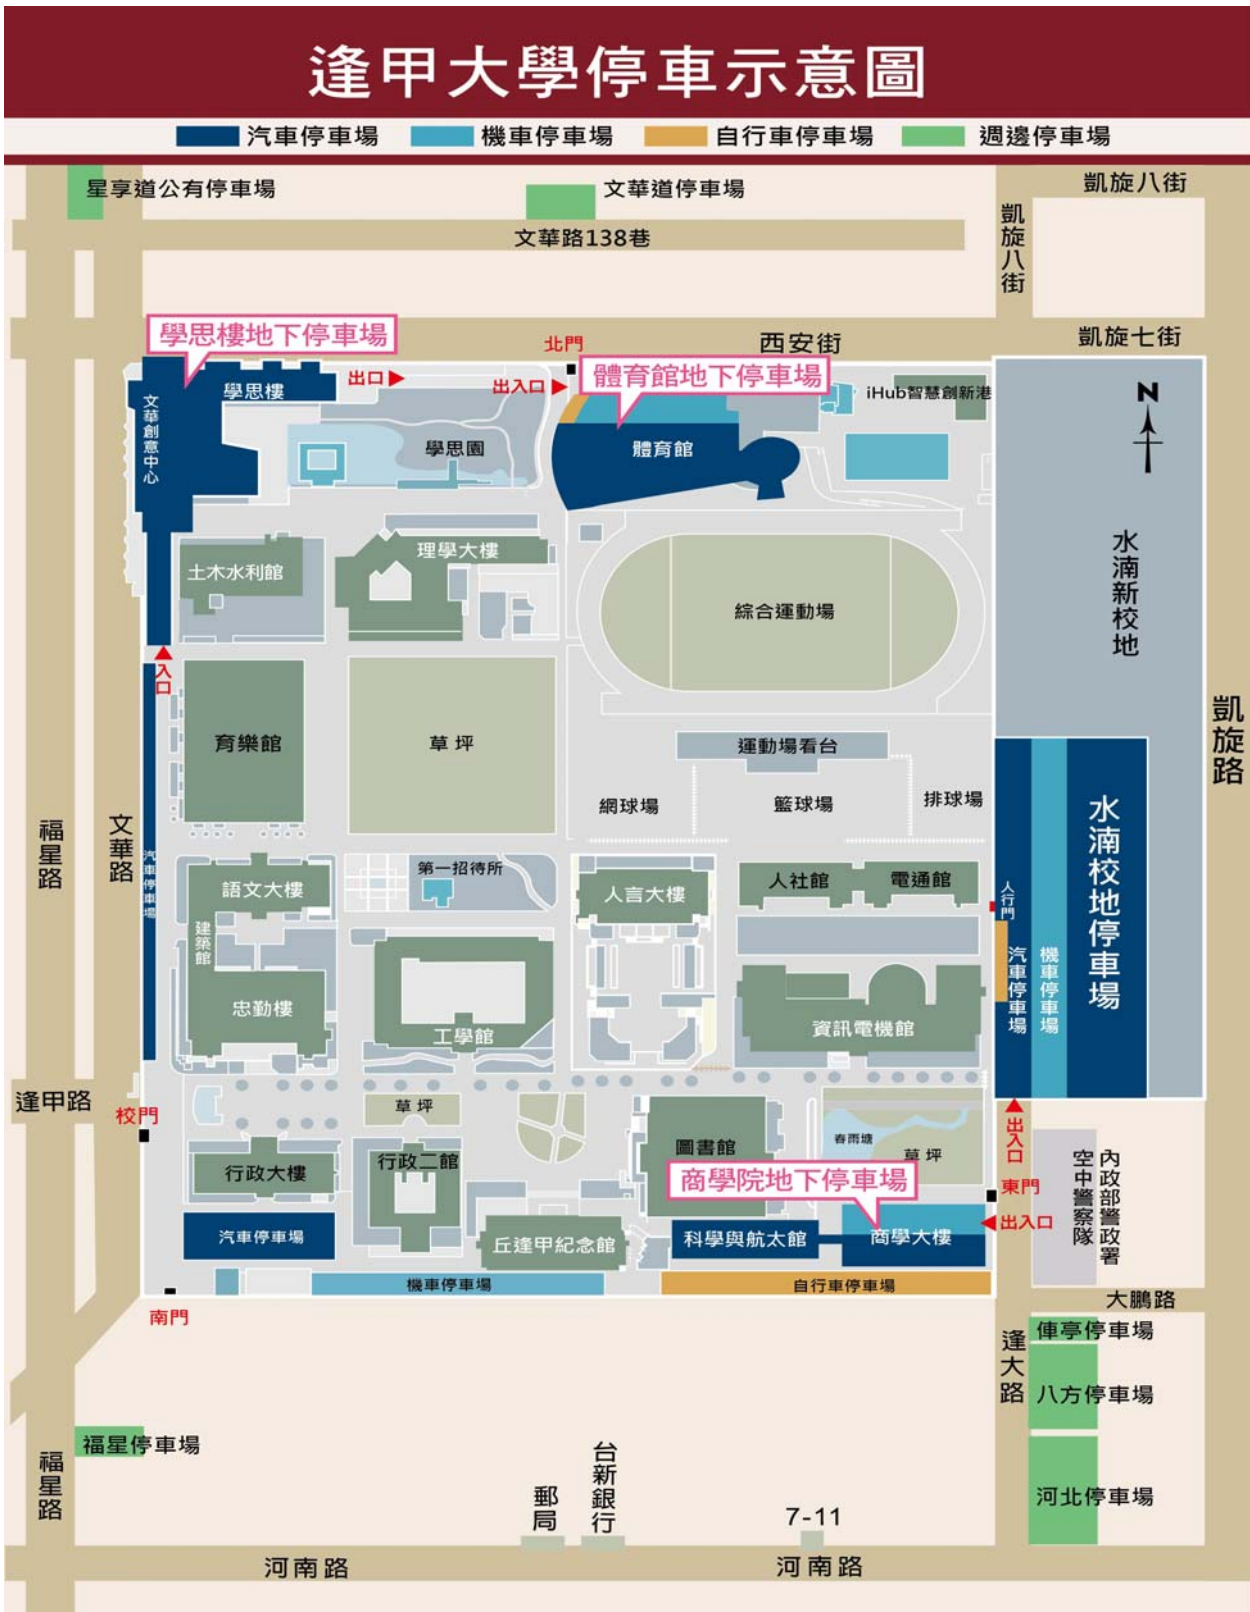 逢甲大學停車示意圖
汽車停車場
機車停車場
自行車停車場
週邊停車場
星享道公有停車場
文華道停車場
凱旋八街
凱旋八街
文華路138巷
學思樓地下停車場
北門
西安街
凱旋七街
出口
出入口
體育館地下停車場
學思樓
iHub智慧創新港
N
文華創意中心
學思園
體育館
理學大樓
土木水利館
綜合運動場
水湳新校地
入口
育樂館
草坪
運動場看台
凱旋路
網球場
籃球場
排球場
福星路
文華路
汽車停車場
語文大樓
第一招待所
人言大樓
人社館
電通館
人行門
水湳校地停車場
建築館
忠勤樓
工學館
資訊電機館
汽車停車場
機車停車場
逢甲路
校門
草坪
行政大樓
行政二館
圖書館
春雨塘
草坪
出入口
商學院地下停車場
東門
內政部警政署
空中警察隊
汽車停車場
丘逢甲紀念館
科學與航太館
商學大樓
出入口
機車停車場
自行車停車場
大鵬路
南門
逢大路
俥亭停車場
八方停車場
福星停車場
福星路
河北停車場
郵局
台新銀行
7-11
河南路
河南路